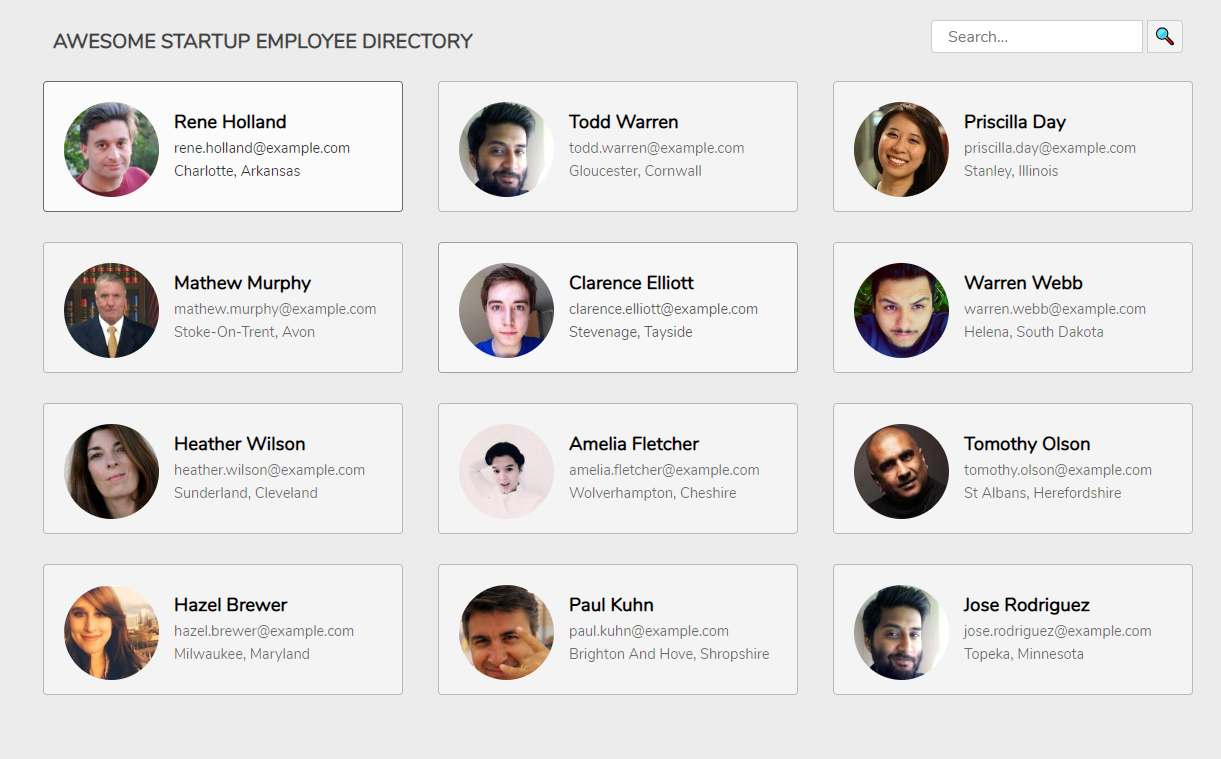 AWESOME STARTUP EMPLOYEE DIRECTORY
Search...
Rene Holland
rene.holland@example.com
Charlotte, Arkansas
Todd Warren
todd.warren@example.com
Gloucester, Cornwall
Priscilla Day
priscilla.day@example.com
Stanley, Illinois
Mathew Murphy
mathew.murphy@example.com
Stoke-On-Trent, Avon
Clarence Elliott
clarence.elliott@example.com
Stevenage, Tayside
Warren Webb
warren.webb@example.com
Helena, South Dakota
Heather Wilson
heather.wilson@example.com
Sunderland, Cleveland
Amelia Fletcher
amelia.fletcher@example.com
Wolverhampton, Cheshire
Tomothy Olson
tomothy.olson@example.com
St Albans, Herefordshire
Hazel Brewer
hazel.brewer@example.com
Milwaukee, Maryland
Paul Kuhn
paul.kuhn@example.com
Brighton And Hove, Shropshire
Jose Rodriguez
jose.rodriguez@example.com
Topeka, Minnesota